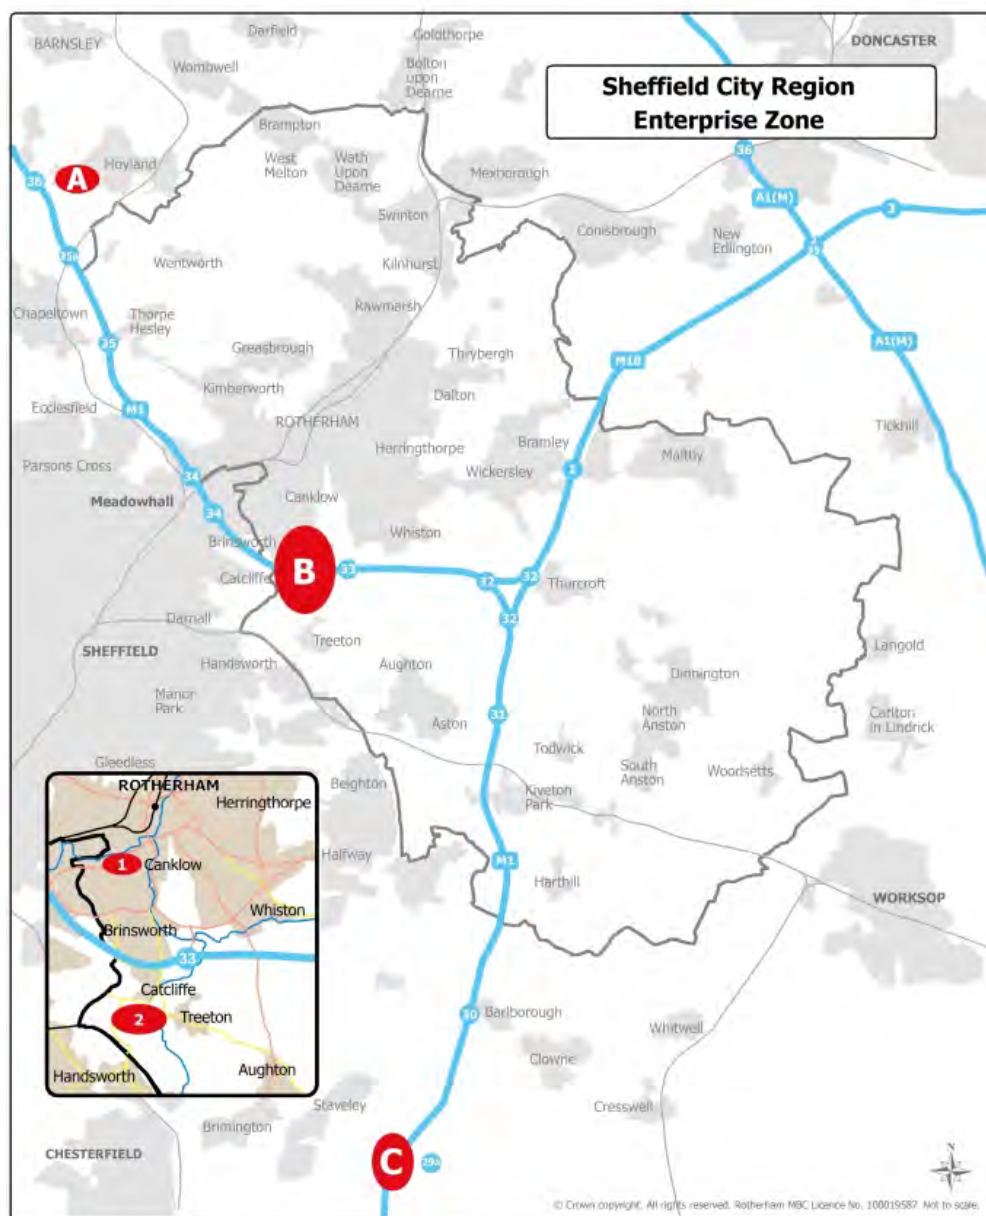 Sheffield City Region
Enterprise Zone
BARNSLEY
Darfield
Goldthorpe
DONCASTER
Wombwell
Bolton
upon
Dearne
Brampton
36
A
Hoyland
West
Melton
Wath
Upon
Dearne
Mexborough
36
A1(M)
3
Swinton
Conisbrough
New
Edlington
35
35a
Wentworth
Kilnhurst
Chapeltown
Thorpe
Hesley
Rawmarsh
35
Greasbrough
Thrybergh
A1(M)
M18
Kimberworth
Dalton
M1
Ecclesfield
ROTHERHAM
Tickhill
Herringthorpe
Bramley
Maltby
Parsons Cross
Wickersley
1
34
Meadowhall
Canklow
34
Whiston
Brinsworth
B
33
Catcliffe
32
32
Thurcroft
32
Darnall
Treeton
SHEFFIELD
Handsworth
Aughton
Langold
Dinnington
Manor
Park
North
Anston
Aston
31
Carlton
in Lindrick
Todwick
South
Anston
Woodsetts
Gleedless
Beighton
Kiveton
Park
Halfway
M1
Harthill
WORKSOP
30
Barlborough
Whitwell
Clowne
Staveley
Cresswell
Brimington
CHESTERFIELD
C
29a
ROTHERHAM
Herringthorpe
1
Canklow
Whiston
Brinsworth
33
Catcliffe
2
Treeton
Handsworth
Aughton
N
© Crown copyright. All rights reserved. Rotherham MBC Licence No. 100019587. Not to scale.